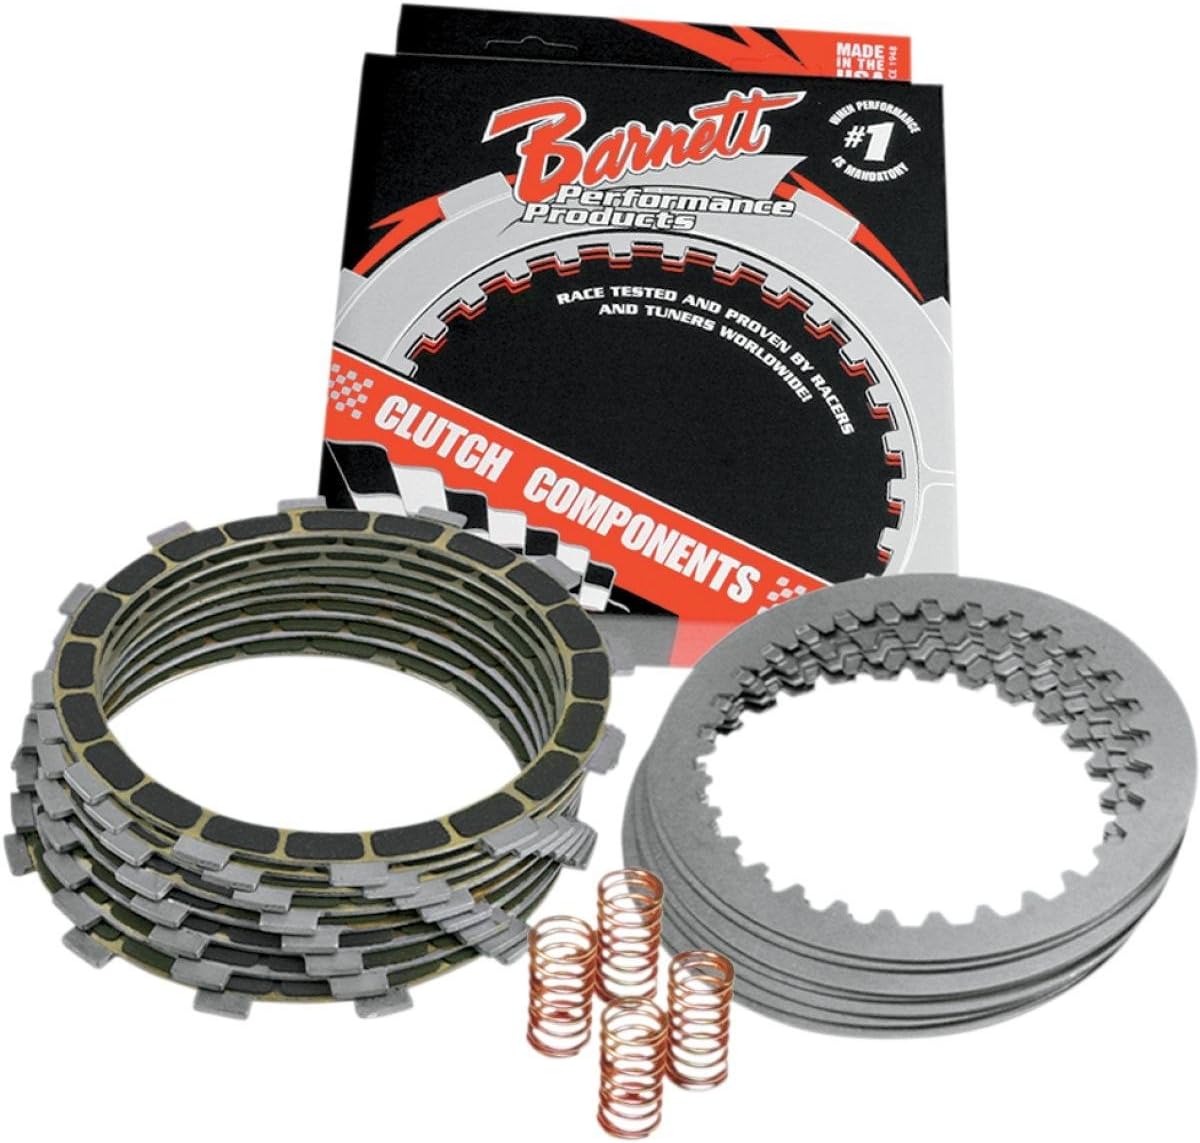 MADE
IN THE
USA
CE 1948
Barnett
Performance
Products
WHEN PERFORMANCE
#1
IS MANDATORY
RACE TESTED AND PROVEN BY RACERS
AND TUNERS WORLDWIDE!
CLUTCH COMPONENTS